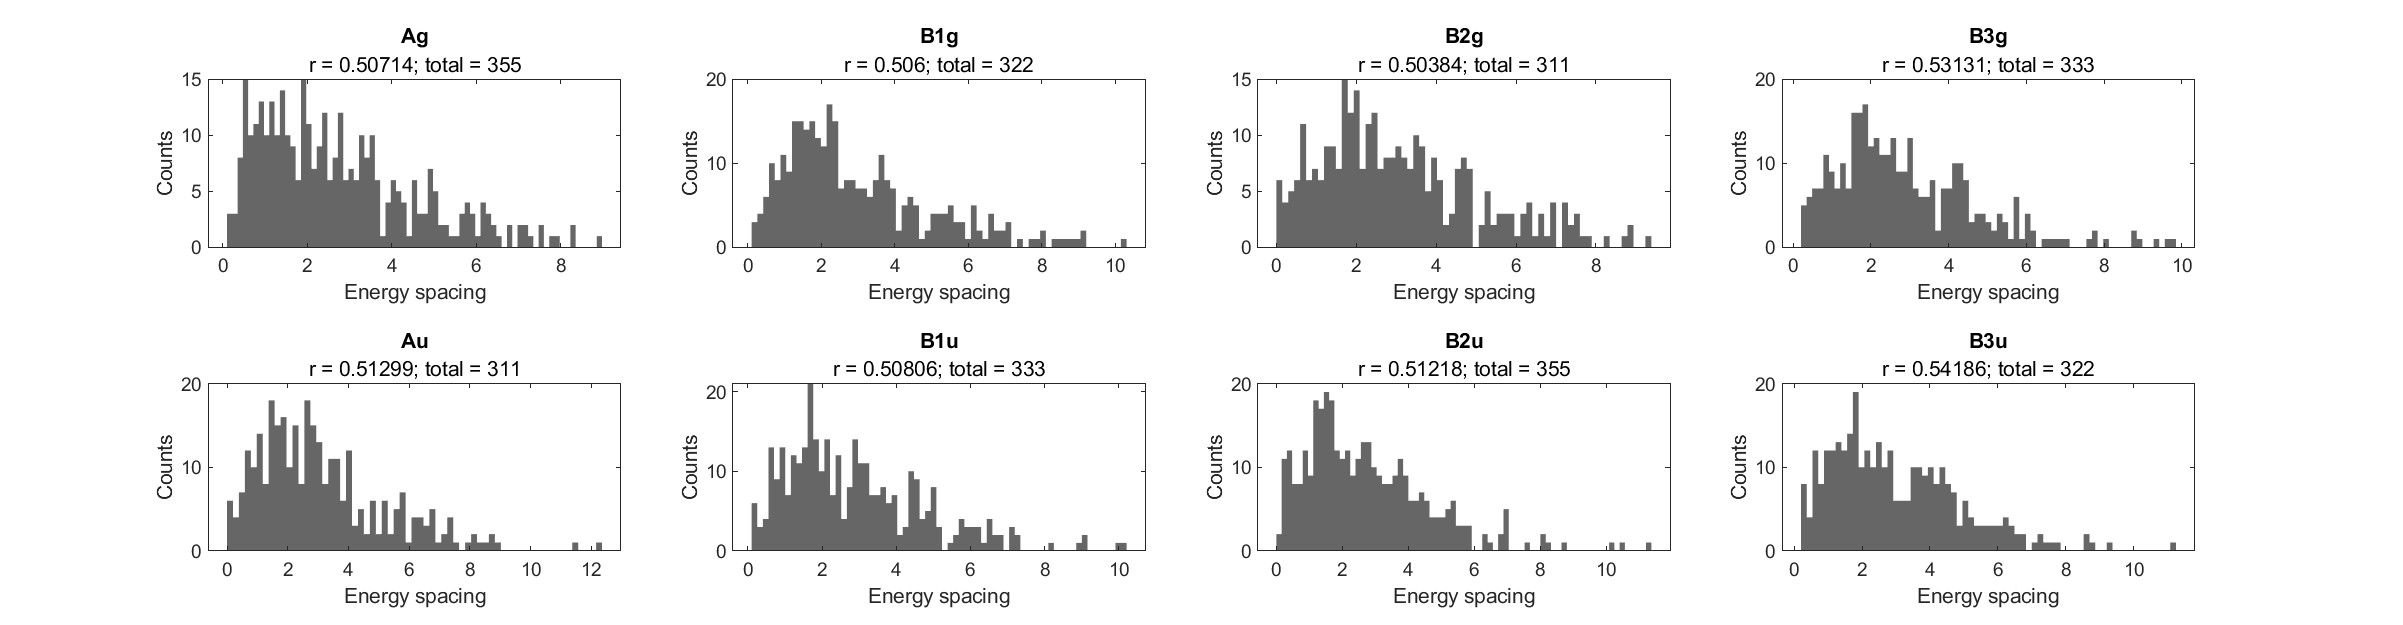 Ag
r = 0.50714; total = 355
15
10
5
0
Counts
0 2 4 6 8
Energy spacing
B1g
r = 0.506; total = 322
20
10
0
Counts
0 2 4 6 8 10
Energy spacing
B2g
r = 0.50384; total = 311
15
10
5
0
Counts
0 2 4 6 8
Energy spacing
B3g
r = 0.53131; total = 333
20
10
0
Counts
0 2 4 6 8 10
Energy spacing
Au
r = 0.51299; total = 311
20
10
0
Counts
0 2 4 6 8 10 12
Energy spacing
B1u
r = 0.50806; total = 333
20
10
0
Counts
0 2 4 6 8 10
Energy spacing
B2u
r = 0.51218; total = 355
20
10
0
Counts
0 2 4 6 8 10
Energy spacing
B3u
r = 0.54186; total = 322
20
10
0
Counts
0 2 4 6 8 10
Energy spacing